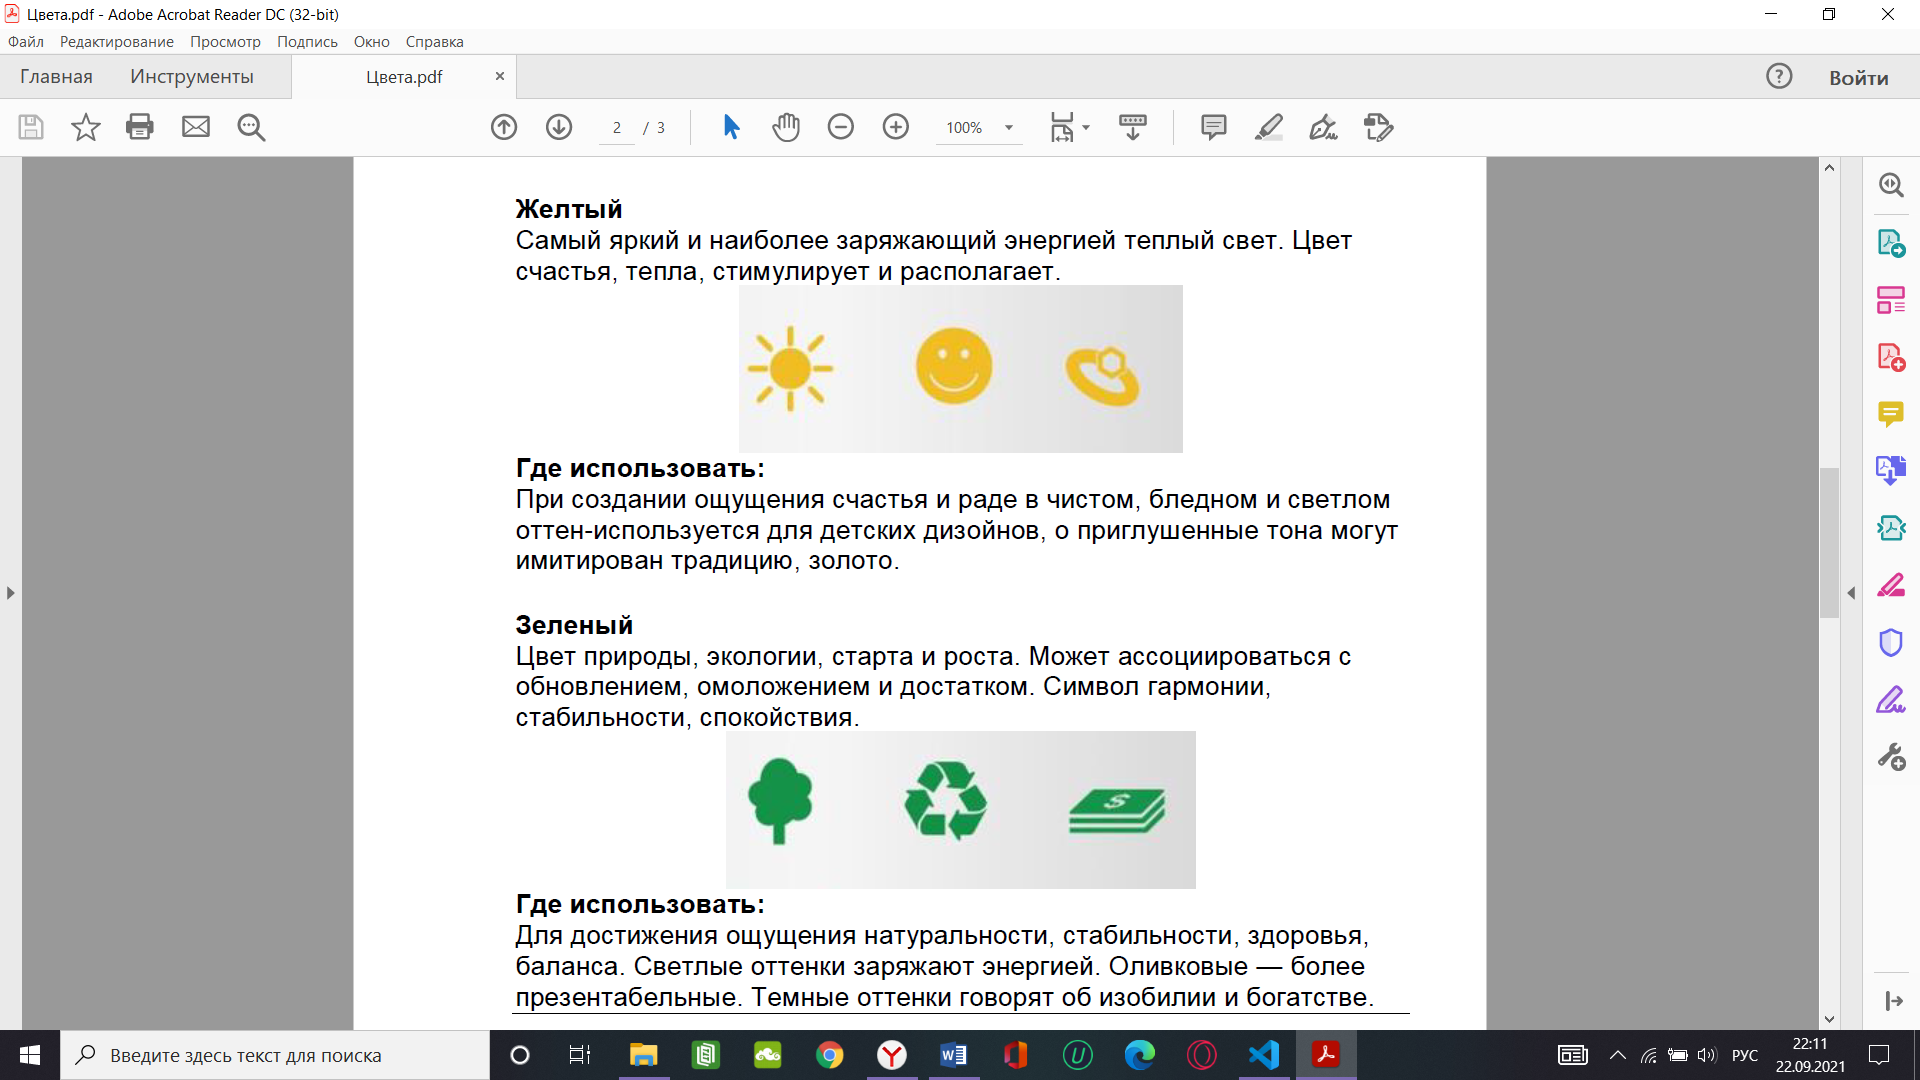 Цвета.pdf - Adobe Acrobat Reader DC (32-bit)
Файл Редактирование Просмотр Подпись Окно Справка
Главная Инструменты Цвета.pdf Войти
2 / 3 100%
Желтый
Самый яркий и наиболее заряжающий энергией теплый свет. Цвет
счастья, тепла, стимулирует и располагает.
Где использовать:
При создании ощущения счастья и раде в чистом, бледном и светлом
оттен-используется для детских дизойнов, о приглушенные тона могут
имитирован традицию, золото.
Зеленый
Цвет природы, экологии, старта и роста. Может ассоциироваться с
обновлением, омоложением и достатком. Символ гармонии,
стабильности, спокойствия.
$
Где использовать:
Для достижения ощущения натуральности, стабильности, здоровья,
баланса. Светлые оттенки заряжают энергией. Оливковые — более
презентабельные. Темные оттенки говорят об изобилии и богатстве.
Введите здесь текст для поиска
РУС
22:11
22.09.2021